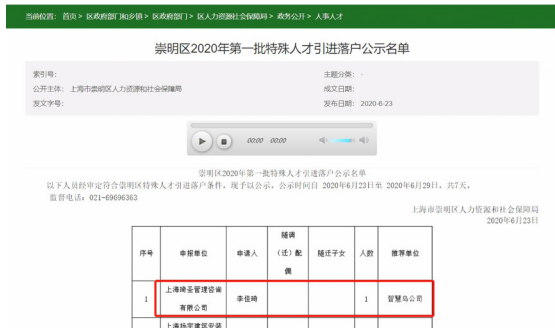 当前位置： 首页 > 区政府部门和乡镇 > 区政府部门 > 区人力资源社会保障局 > 政务公开 > 人事人才
崇明区2020年第一批特殊人才引进落户公示名单
索引号：
主题分类： -
公开主体： 上海市崇明区人力资源和社会保障局
成文日期：
发文字号：
发布日期： 2020-6-23
00:00 00:00
崇明区2020年第一批特殊人才引进落户公示名单
以下人员经审定符合崇明区特殊人才引进落户条件，现予以公示，公示时间自 2020年6月23日至 2020年6月29日，共7天。
监督电话：021-69696363
上海市崇明区人力资源和社会保障局
2020年6月23日
序号 申报单位 申请人 随调（迁）配偶 随迁子女 人数 推荐单位
1 上海琦圣管理咨询有限公司 李佳琦 1 智慧岛公司